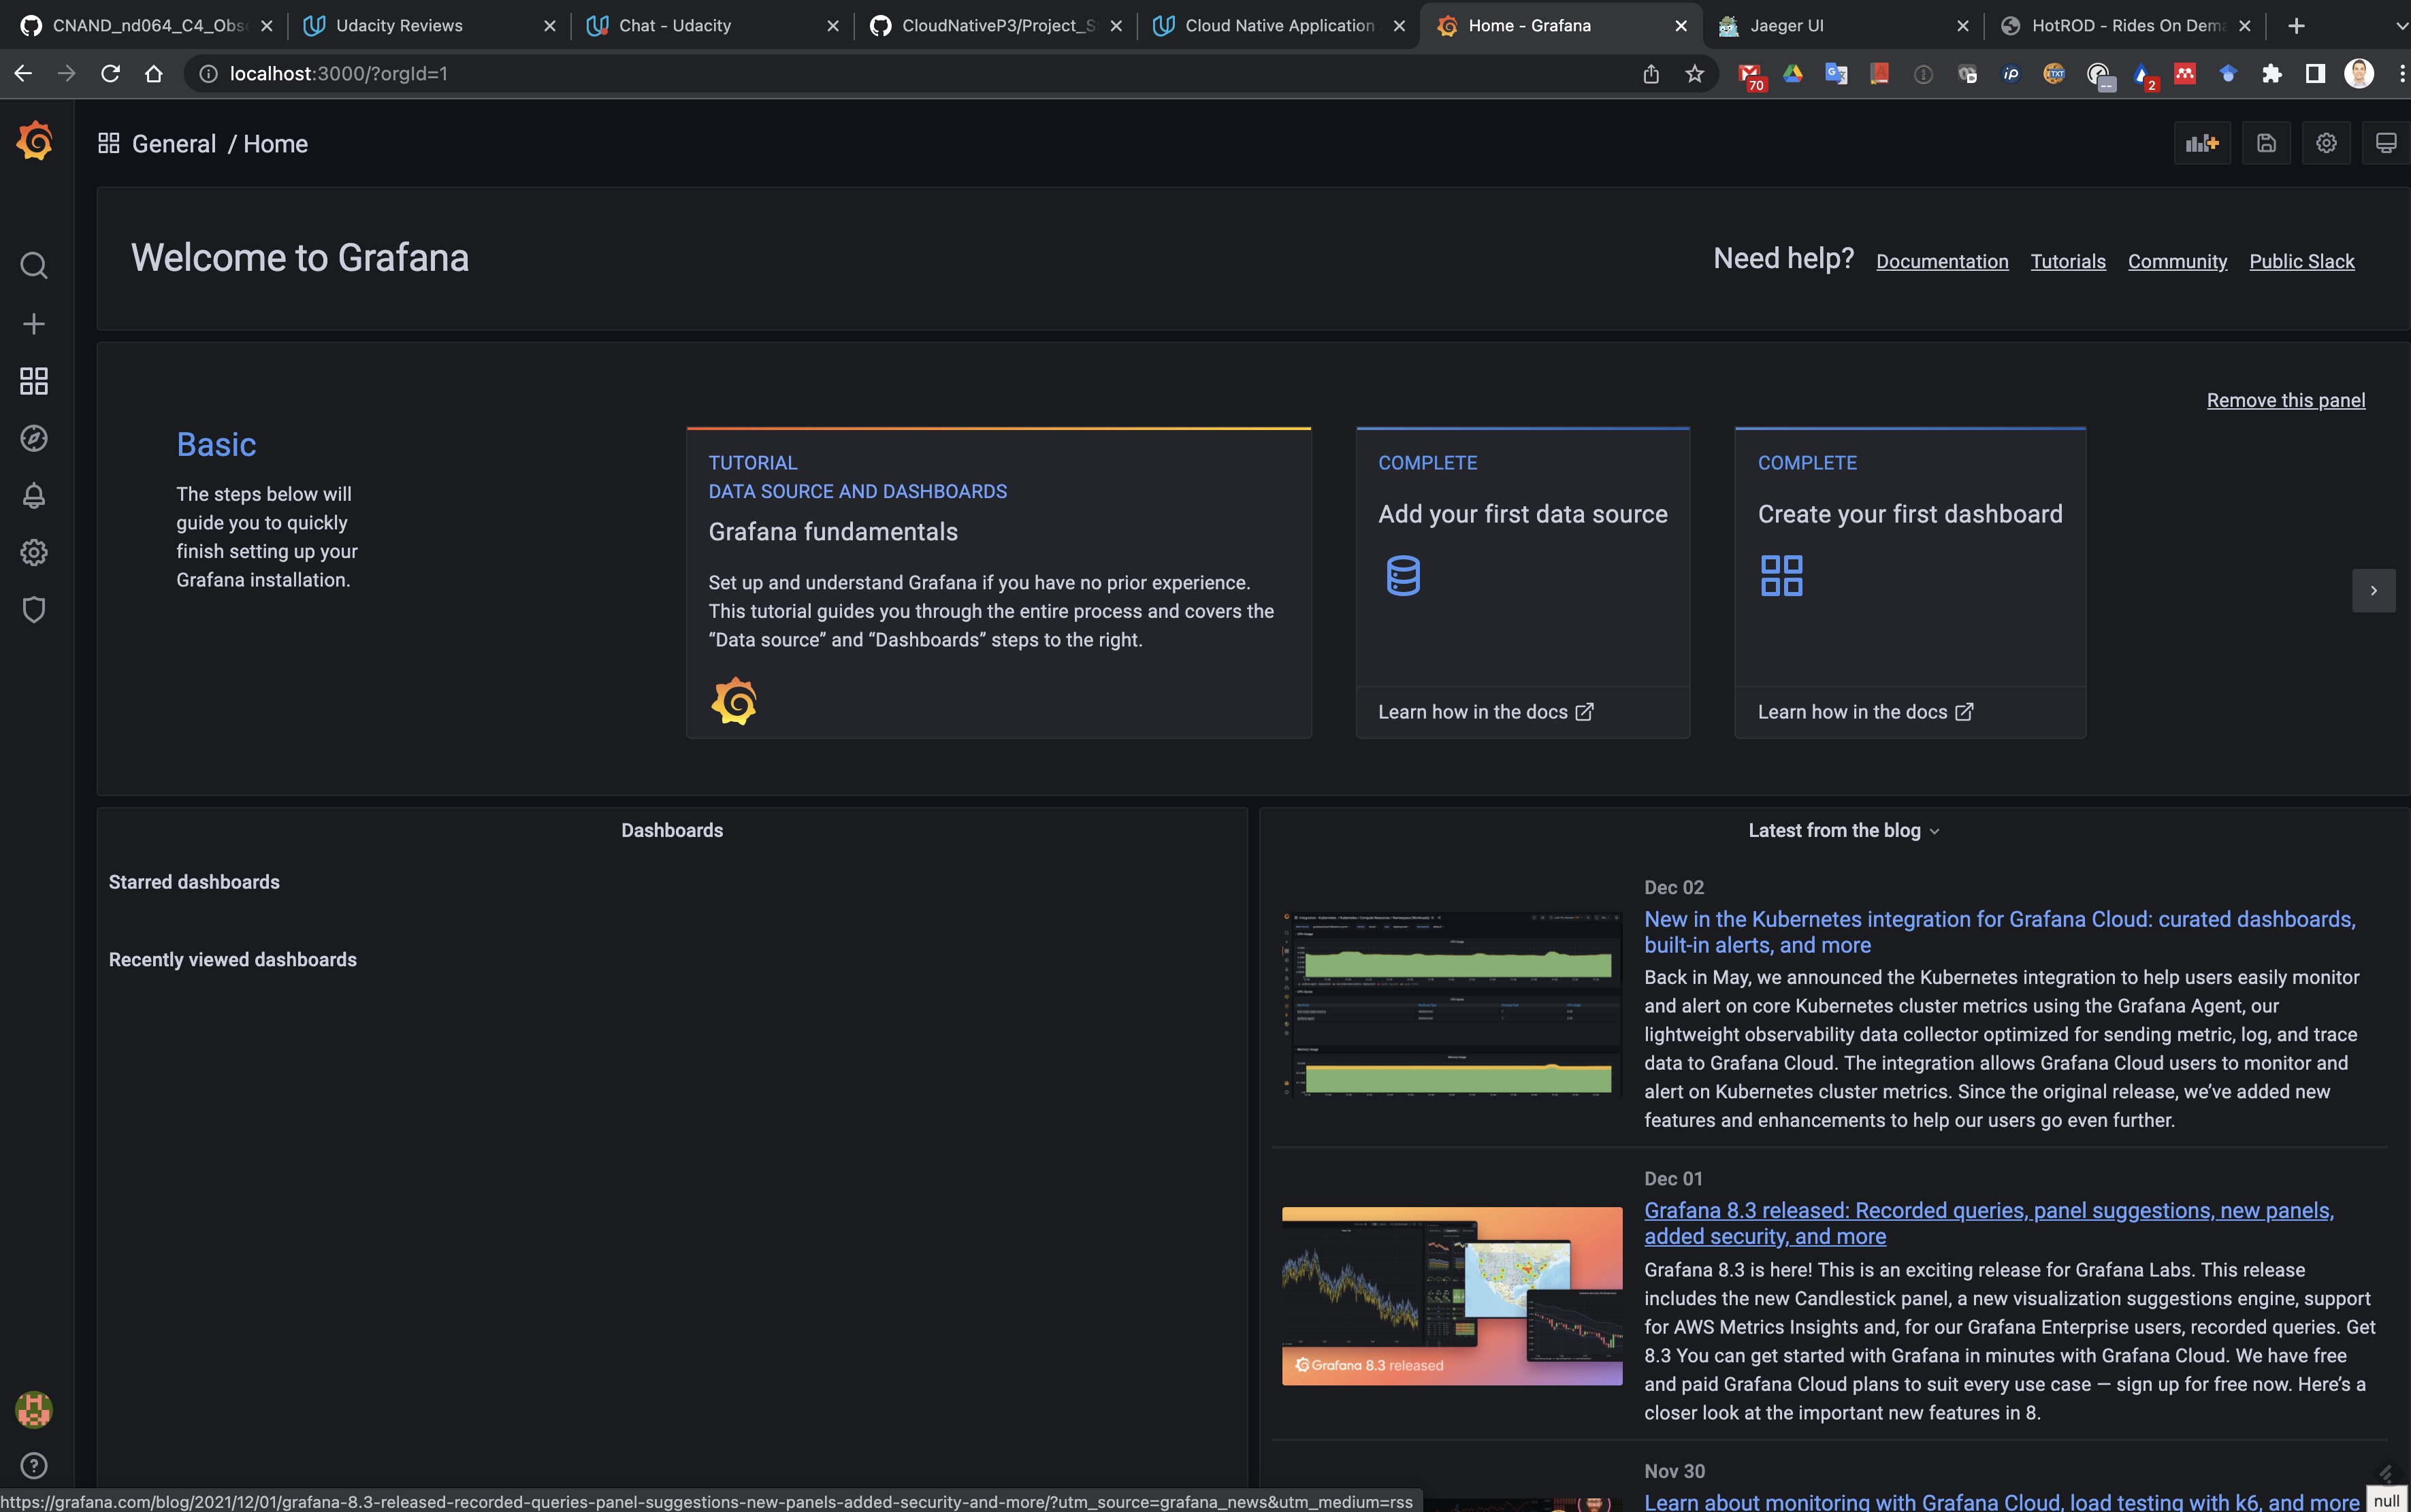 CNAND_nd064_C4_Obse
Udacity Reviews
Chat - Udacity
CloudNativeP3/Project_S
Cloud Native Application
Home - Grafana
Jaeger UI
HotROD - Rides On Dema
localhost:3000/?orgId=1
70
2
General / Home
Welcome to Grafana
Need help? Documentation Tutorials Community Public Slack
Remove this panel
Basic
The steps below will
guide you to quickly
finish setting up your
Grafana installation.
TUTORIAL
DATA SOURCE AND DASHBOARDS
Grafana fundamentals
Set up and understand Grafana if you have no prior experience.
This tutorial guides you through the entire process and covers the
“Data source” and “Dashboards” steps to the right.
COMPLETE
Add your first data source
Learn how in the docs
COMPLETE
Create your first dashboard
Learn how in the docs
Dashboards
Starred dashboards
Recently viewed dashboards
Latest from the blog
Dec 02
New in the Kubernetes integration for Grafana Cloud: curated dashboards,
built-in alerts, and more
Back in May, we announced the Kubernetes integration to help users easily monitor
and alert on core Kubernetes cluster metrics using the Grafana Agent, our
lightweight observability data collector optimized for sending metric, log, and trace
data to Grafana Cloud. The integration allows Grafana Cloud users to monitor and
alert on Kubernetes cluster metrics. Since the original release, we’ve added new
features and enhancements to help our users go even further.
Dec 01
Grafana 8.3 released: Recorded queries, panel suggestions, new panels,
added security, and more
Grafana 8.3 is here! This is an exciting release for Grafana Labs. This release
includes the new Candlestick panel, a new visualization suggestions engine, support
for AWS Metrics Insights and, for our Grafana Enterprise users, recorded queries. Get
8.3 You can get started with Grafana in minutes with Grafana Cloud. We have free
and paid Grafana Cloud plans to suit every use case — sign up for free now. Here’s a
closer look at the important new features in 8.
Grafana 8.3 released
Nov 30
Learn about monitoring with Grafana Cloud, load testing with k6, and more
https://grafana.com/blog/2021/12/01/grafana-8.3-released-recorded-queries-panel-suggestions-new-panels-added-security-and-more/?utm_source=grafana_news&utm_medium=rss
null